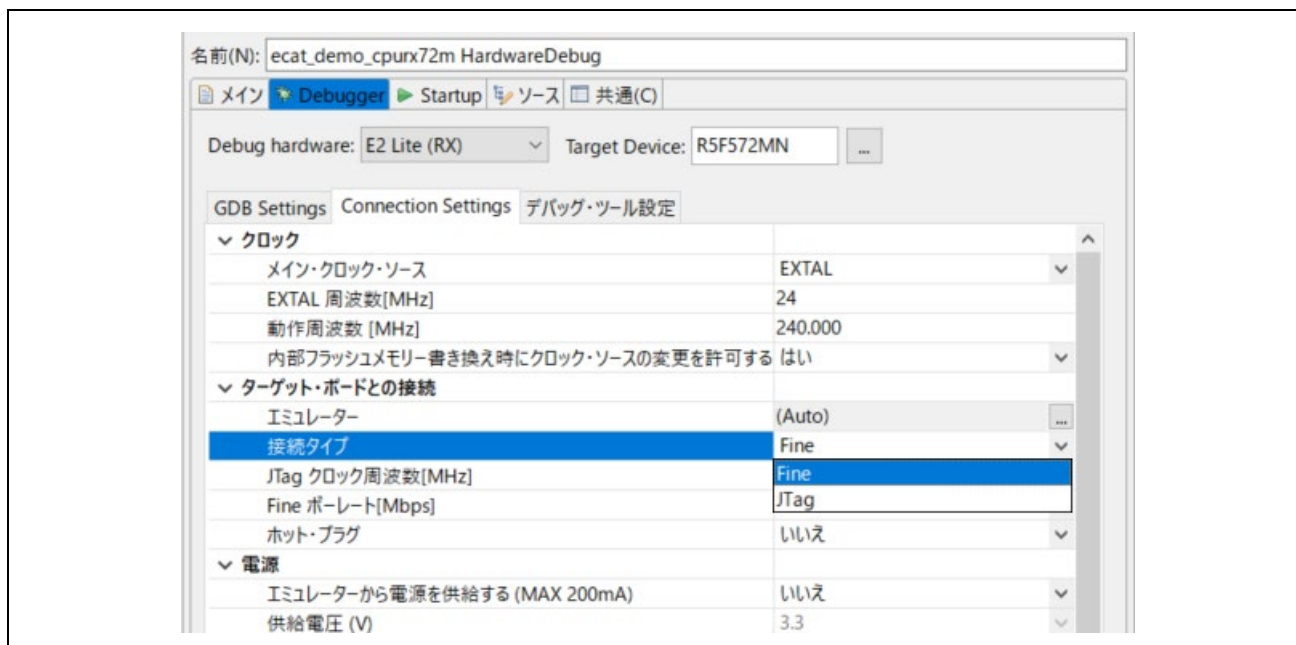 名前(N): ecat_demo_cpurx72m HardwareDebug
メイン Debugger Startup ソース 共通(C)
Debug hardware: E2 Lite (RX) Target Device: R5F572MN ...
GDB Settings Connection Settings デバッグ・ツール設定
クロック
メイン・クロック・ソース EXTAL
EXTAL 周波数[MHz] 24
動作周波数 [MHz] 240.000
内部フラッシュメモリー書き換え時にクロック・ソースの変更を許可する はい
ターゲット・ボードとの接続
エミュレーター (Auto) ...
接続タイプ Fine
JTag クロック周波数[MHz] Fine
Fine ボーレート[Mbps] JTag
ホット・プラグ いいえ
電源
エミュレーターから電源を供給する (MAX 200mA) いいえ
供給電圧 (V) 3.3